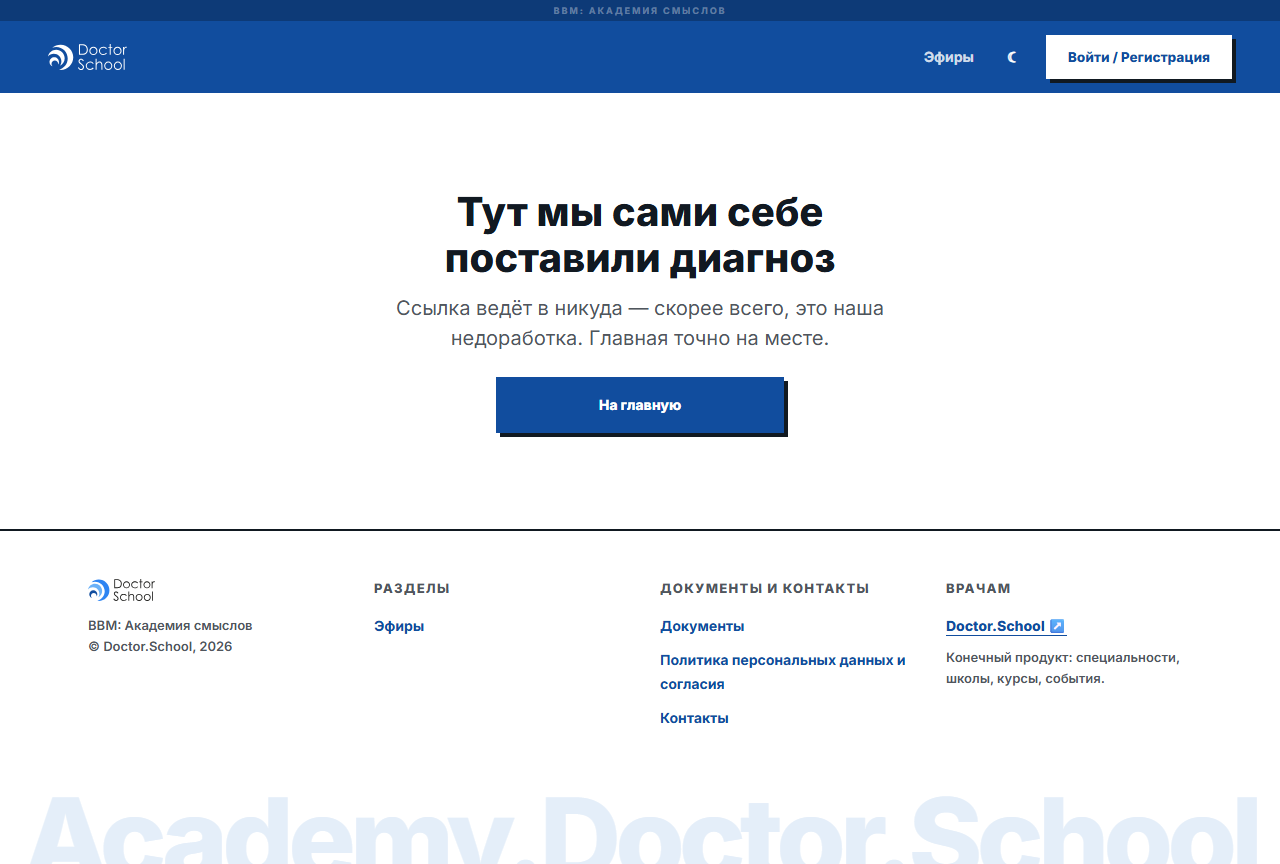 ВВМ: АКАДЕМИЯ СМЫСЛОВ
Doctor
School
Эфиры
Войти / Регистрация
Тут мы сами себе
поставили диагноз
Ссылка ведёт в никуда — скорее всего, это наша
недоработка. Главная точно на месте.
На главную
Doctor
School
ВВМ: Академия смыслов
© Doctor.School, 2026
РАЗДЕЛЫ
Эфиры
ДОКУМЕНТЫ И КОНТАКТЫ
Документы
Политика персональных данных и
согласия
Контакты
ВРАЧАМ
Doctor.School ↗
Конечный продукт: специальности,
школы, курсы, события.
Academy.Doctor.School